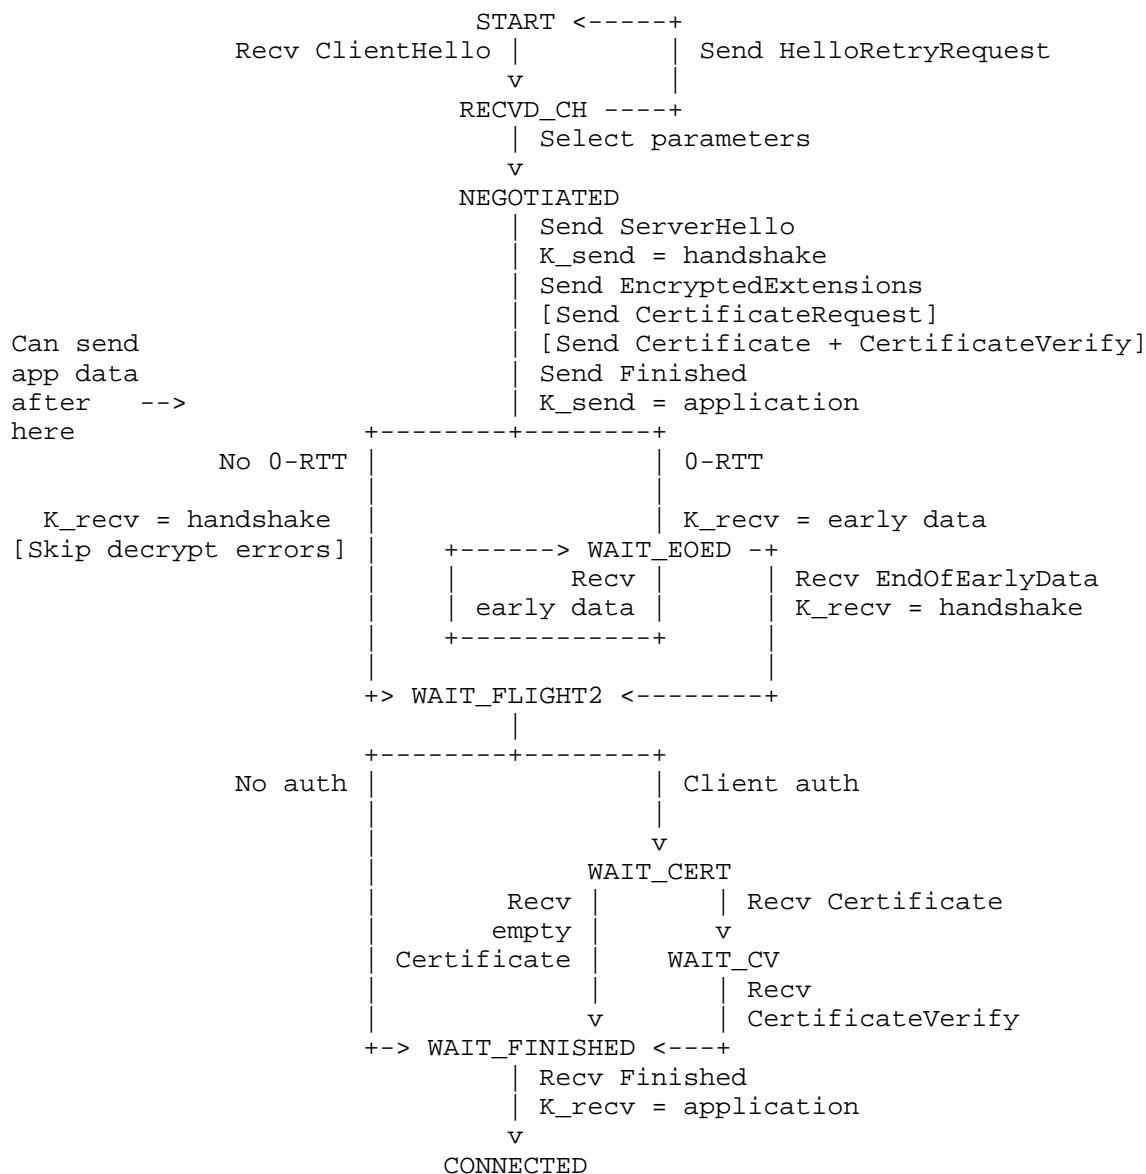 START <-----+
               Recv ClientHello |         | Send HelloRetryRequest
                                v         |
                             RECVD_CH ----+
                                | Select parameters
                                v
                             NEGOTIATED
                                | Send ServerHello
                                | K_send = handshake
                                | Send EncryptedExtensions
                                | [Send CertificateRequest]
 Can send                       | [Send Certificate + CertificateVerify]
 app data                       | Send Finished
 after   -->                    | K_send = application
 here                  +--------+--------+
              No 0-RTT |                 | 0-RTT
                       |                 |
   K_recv = handshake  |                 | K_recv = early data
 [Skip decrypt errors] |    +------> WAIT_EOED -+
                       |    |       Recv |      | Recv EndOfEarlyData
                       |    | early data |      | K_recv = handshake
                       |    +------------+      |
                       |                        |
                       +> WAIT_FLIGHT2 <--------+
                                |
                       +--------+--------+
               No auth |                 | Client auth
                       |                 |
                       |                 v
                       |             WAIT_CERT
                       |        Recv |       | Recv Certificate
                       |       empty |       v
                       | Certificate |    WAIT_CV
                       |             |       | Recv
                       |             v       | CertificateVerify
                       +-> WAIT_FINISHED <---+
                                | Recv Finished
                                | K_recv = application
                                v
                            CONNECTED